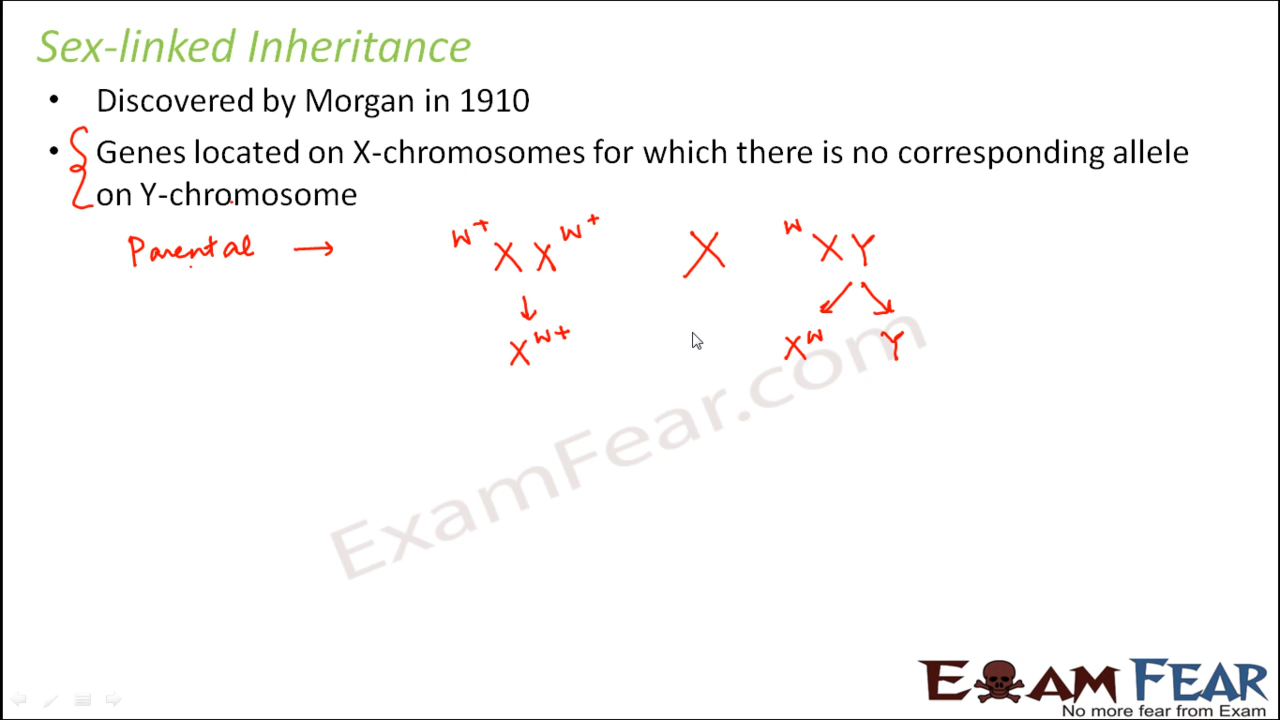 Sex-linked Inheritance
• Discovered by Morgan in 1910
• Genes located on X-chromosomes for which there is no corresponding allele
on Y-chromosome
Parental → W+ X X W+ X W X Y
X W+ X W Y
ExamFear.com
EXAM FEAR
No more fear from Exam